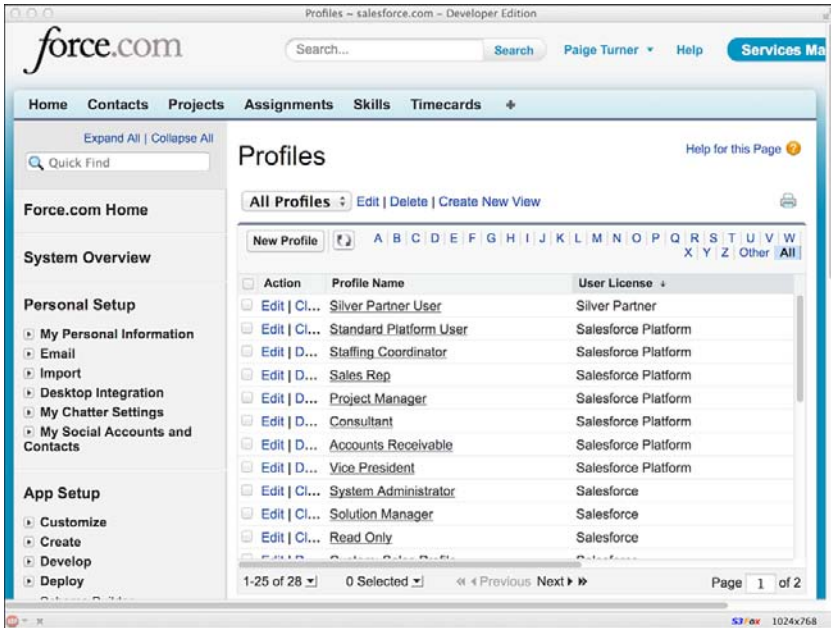 Profiles ~ salesforce.com – Developer Edition
force.com
Search...
Search
Paige Turner
Help
Services Ma
Home Contacts Projects Assignments Skills Timecards +
Expand All | Collapse All
Quick Find
Force.com Home
System Overview
Personal Setup
My Personal Information
Email
Import
Desktop Integration
My Chatter Settings
My Social Accounts and
Contacts
App Setup
Customize
Create
Develop
Deploy
Profiles
Help for this Page ?
All Profiles Edit | Delete | Create New View
New Profile A | B | C | D | E | F | G | H | I | J | K | L | M | N | O | P | Q | R | S | T | U | V | W
X | Y | Z | Other All
Action Profile Name User License
Edit | Cl... Silver Partner User Silver Partner
Edit | Cl... Standard Platform User Salesforce Platform
Edit | D... Staffing Coordinator Salesforce Platform
Edit | D... Sales Rep Salesforce Platform
Edit | D... Project Manager Salesforce Platform
Edit | D... Consultant Salesforce Platform
Edit | D... Accounts Receivable Salesforce Platform
Edit | D... Vice President Salesforce Platform
Edit | Cl... System Administrator Salesforce
Edit | Cl... Solution Manager Salesforce
Edit | Cl... Read Only Salesforce
1-25 of 28 0 Selected Previous Next Page 1 of 2
S3Fox 1024x768